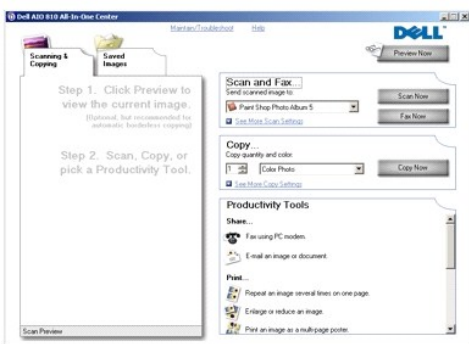 Dell AIO 810 All-In-One Center
Maintain/Troubleshoot Help
DELL
Preview Now
Scanning &
Copying
Saved
Images
Step 1. Click Preview to
view the current image.
(Optional, but recommended for
automatic borderless copying)
Step 2. Scan, Copy, or
pick a Productivity Tool.
Scan Preview
Scan and Fax...
Send scanned image to:
Paint Shop Photo Album 5
Scan Now
See More Scan Settings
Fax Now
Copy...
Copy quantity and color.
1 Color Photo
Copy Now
See More Copy Settings
Productivity Tools
Share...
Fax using PC modem.
E-mail an image or document.
Print...
Repeat an image several times on one page.
Enlarge or reduce an image.
Print an image as a multi-page poster.